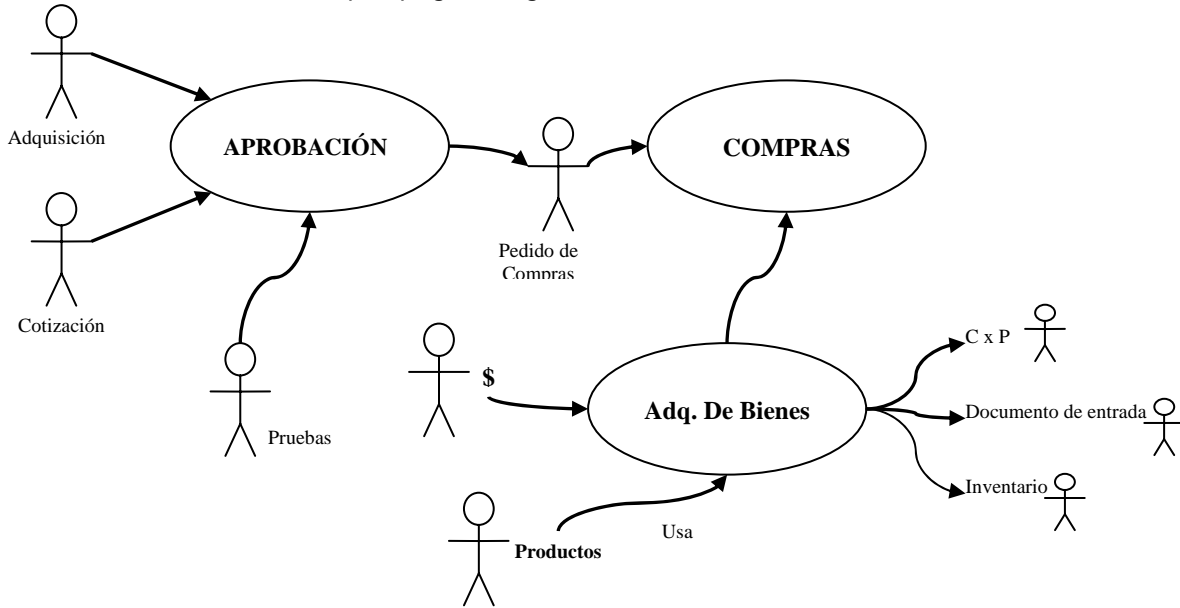 Adquisición
APROBACIÓN
COMPRAS
Pedido de
Compras
Cotización
C x P
$
Adq. De Bienes
Documento de entrada
Pruebas
Inventario
Usa
Productos